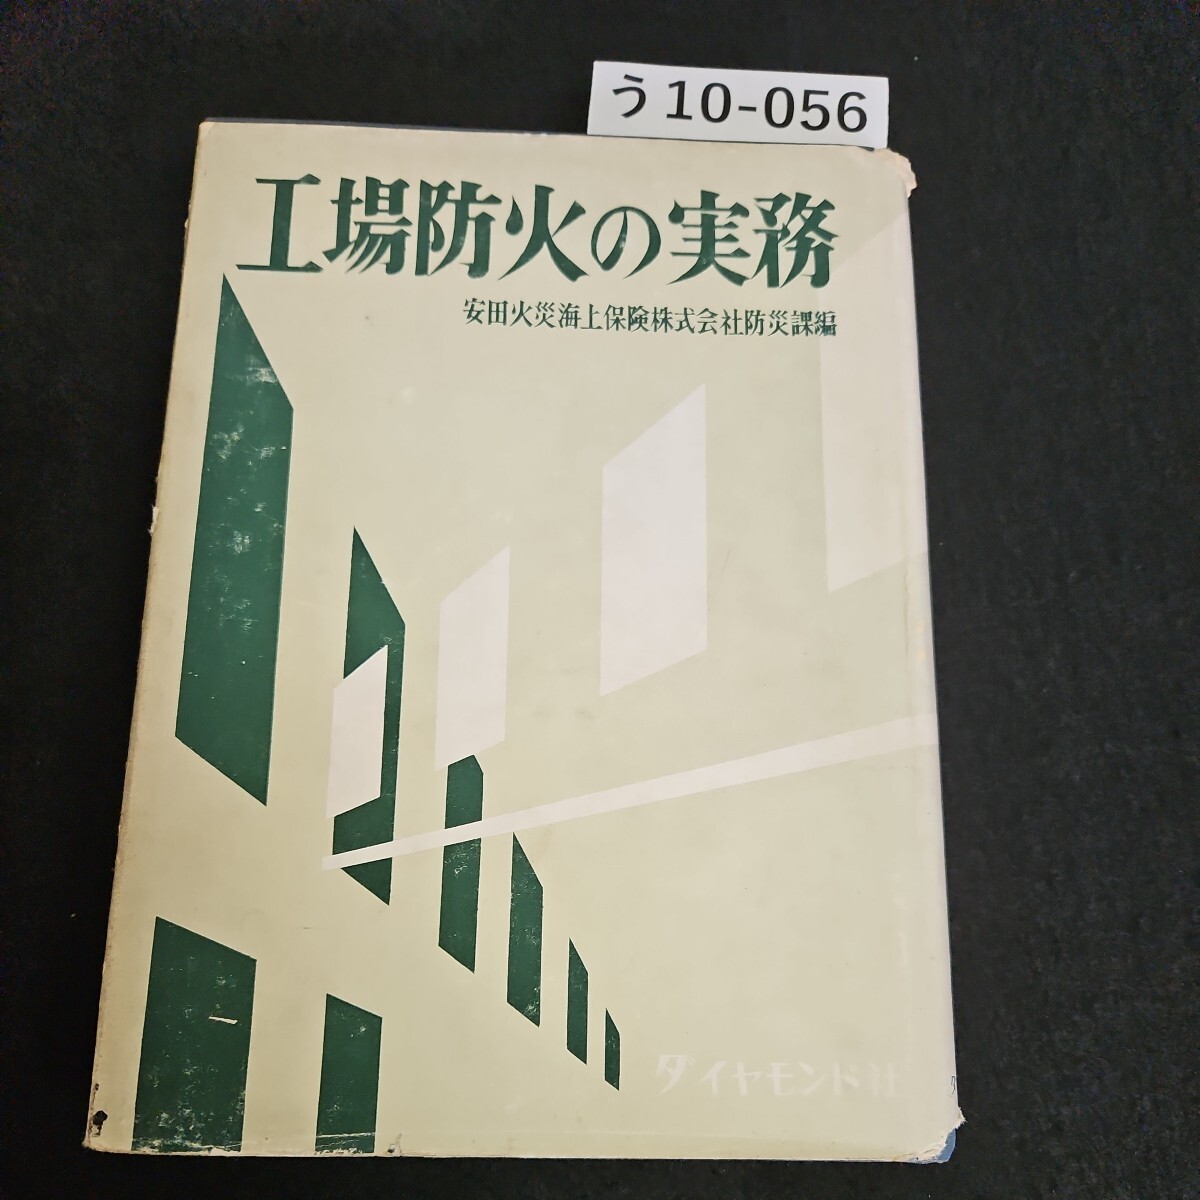 う10-056
工場防火の実務
安田火災海上保険株式会社防災課編
ダイヤモンド社